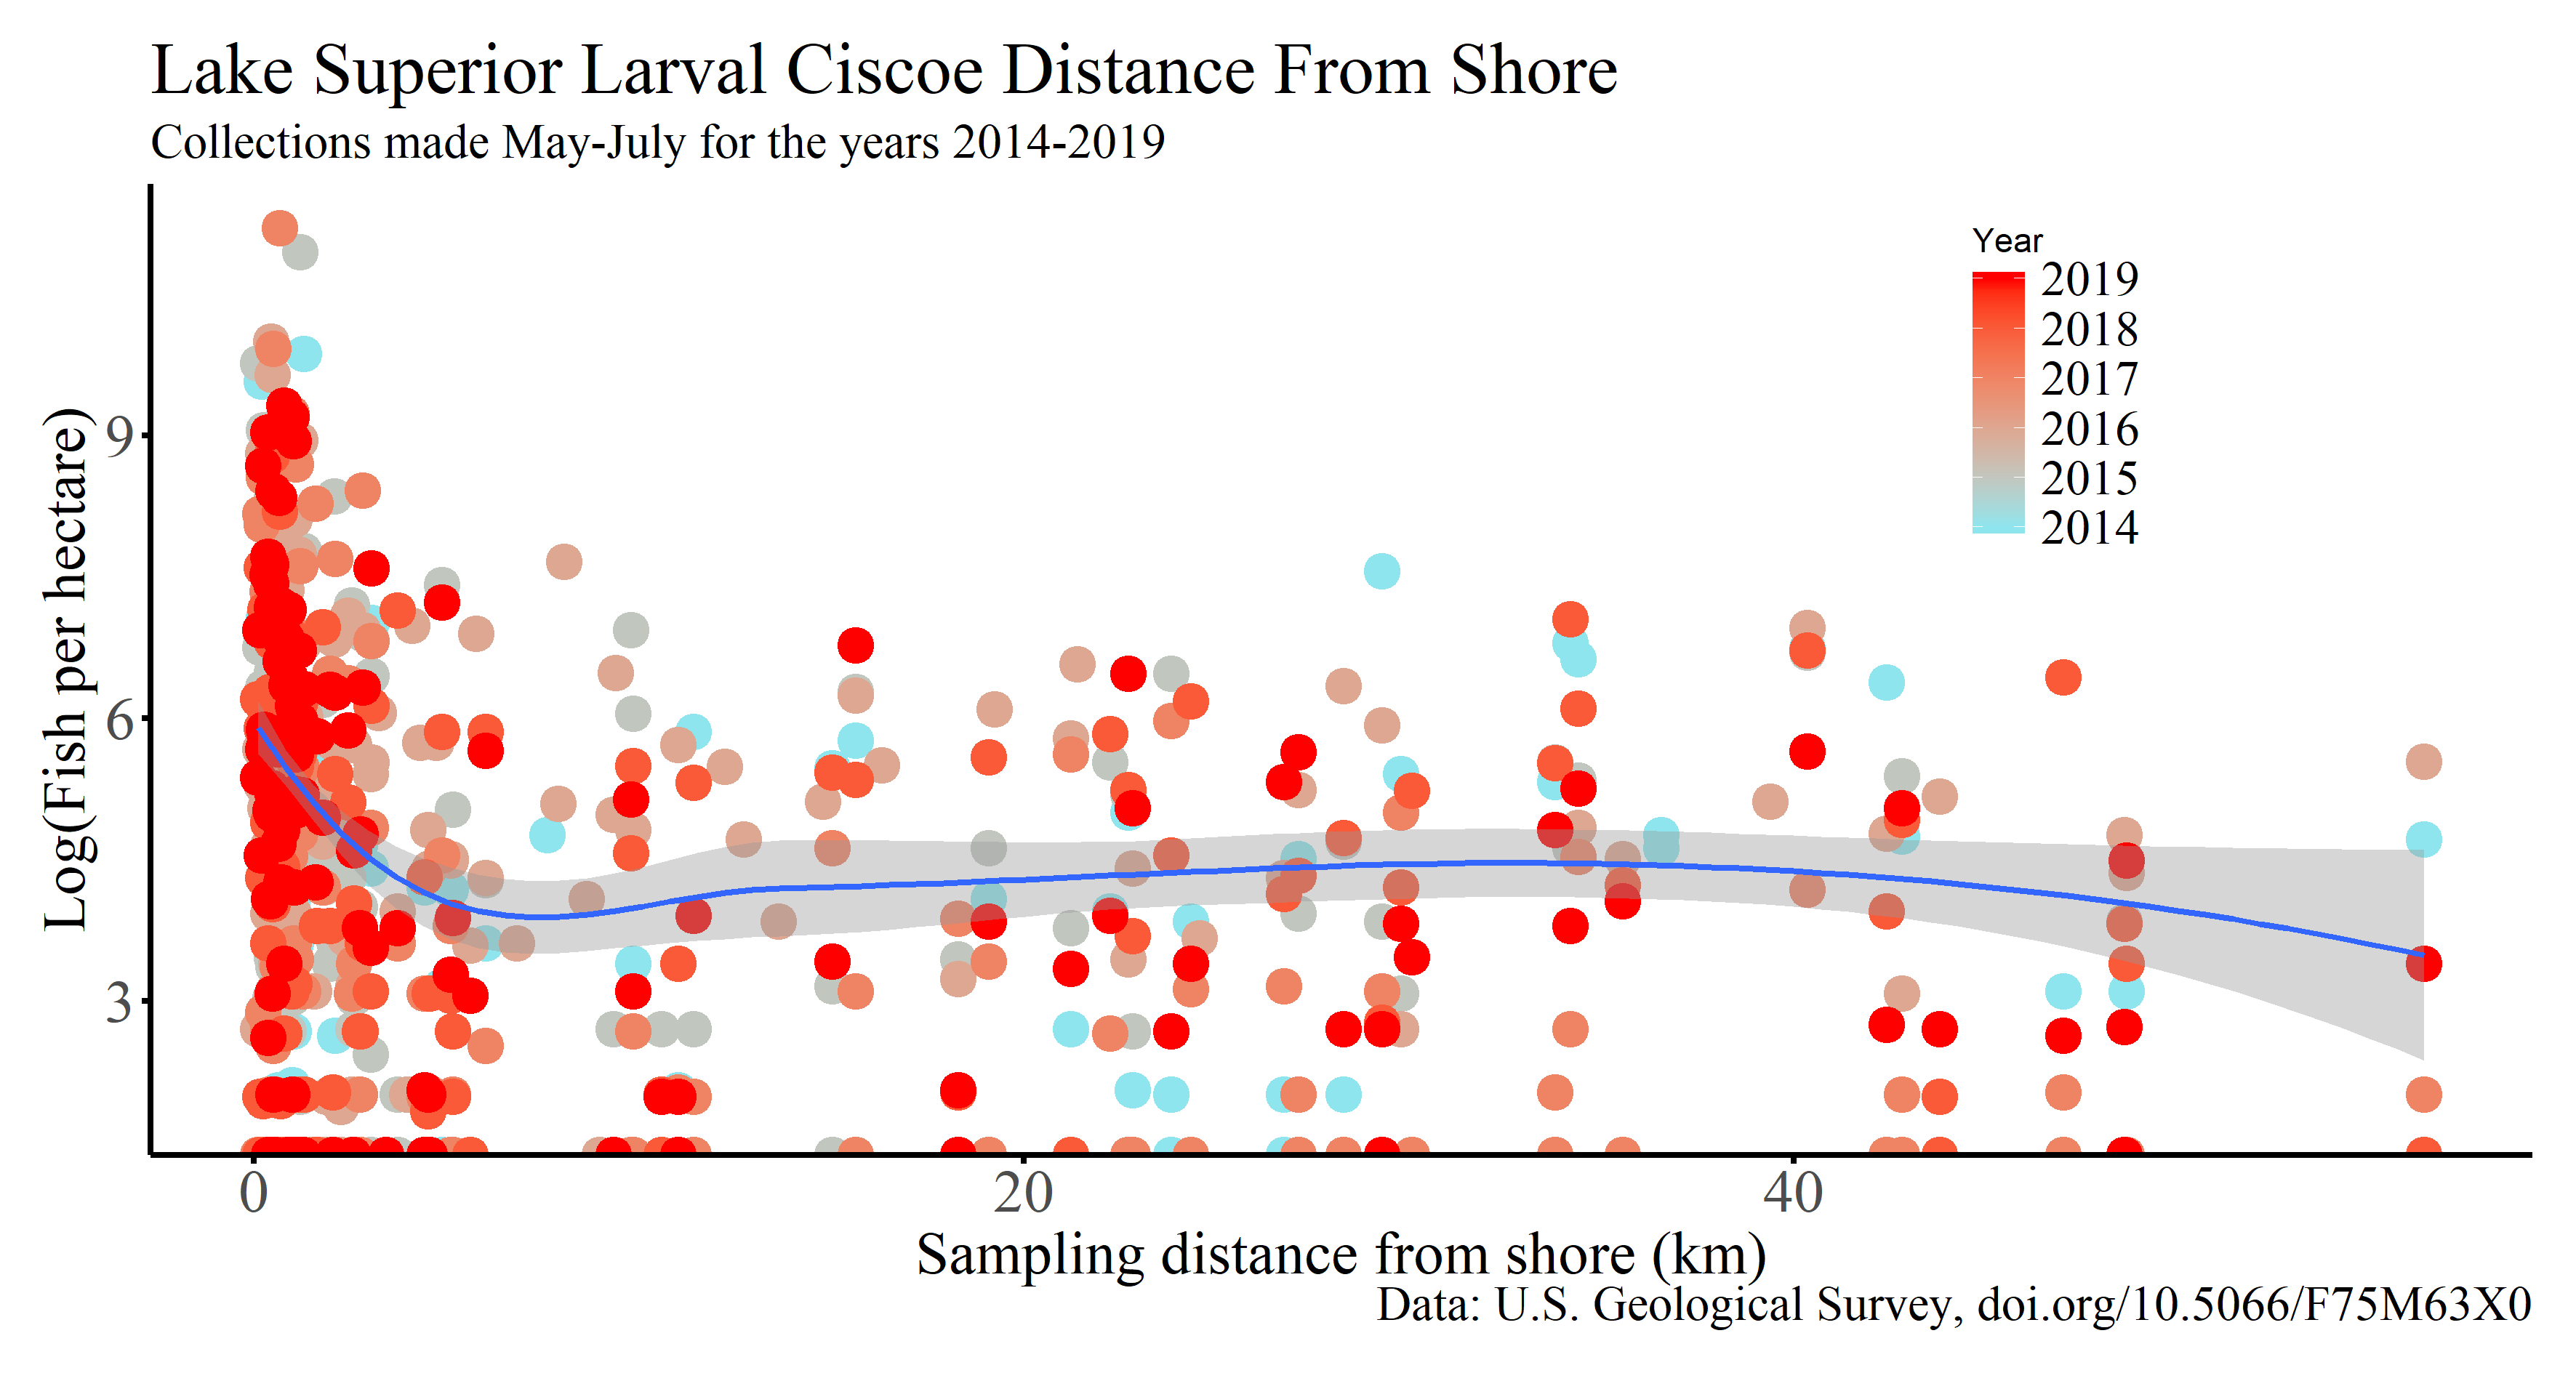 Lake Superior Larval Ciscoe Distance From Shore
Collections made May-July for the years 2014-2019
Year
2019
2018
2017
2016
2015
2014
Log(Fish per hectare)
9
6
3
0
20
40
Sampling distance from shore (km)
Data: U.S. Geological Survey, doi.org/10.5066/F75M63X0